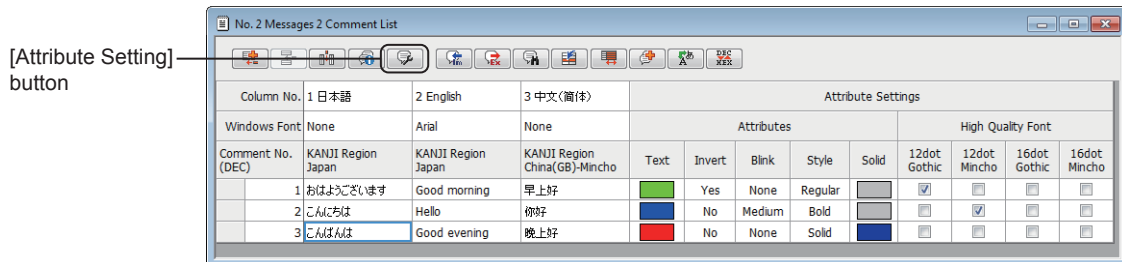 No. 2 Messages 2 Comment List
[Attribute Setting] button
Column No. 1 日本語 2 English 3 中文(简体) Attribute Settings
Windows Font None Arial None Attributes High Quality Font
Comment No. (DEC) KANJI Region Japan KANJI Region Japan KANJI Region China(GB)-Mincho Text Invert Blink Style Solid 12dot Gothic 12dot Mincho 16dot Gothic 16dot Mincho
1 おはようございます Good morning 早上好 Yes None Regular
2 こんにちは Hello 你好 No Medium Bold
3 こんばんは Good evening 晚上好 No None Solid